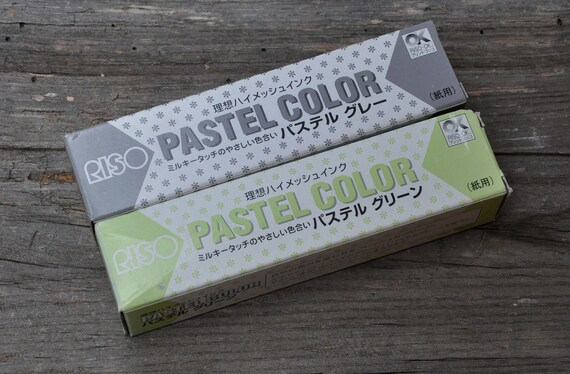 理想ハイメッシュインク
RISO
PASTEL COLOR
ミルキータッチのやさしい色合い パステル グレー
（紙用）
理想ハイメッシュインク
RISO
PASTEL COLOR
ミルキータッチのやさしい色合い パステル グリーン
（紙用）